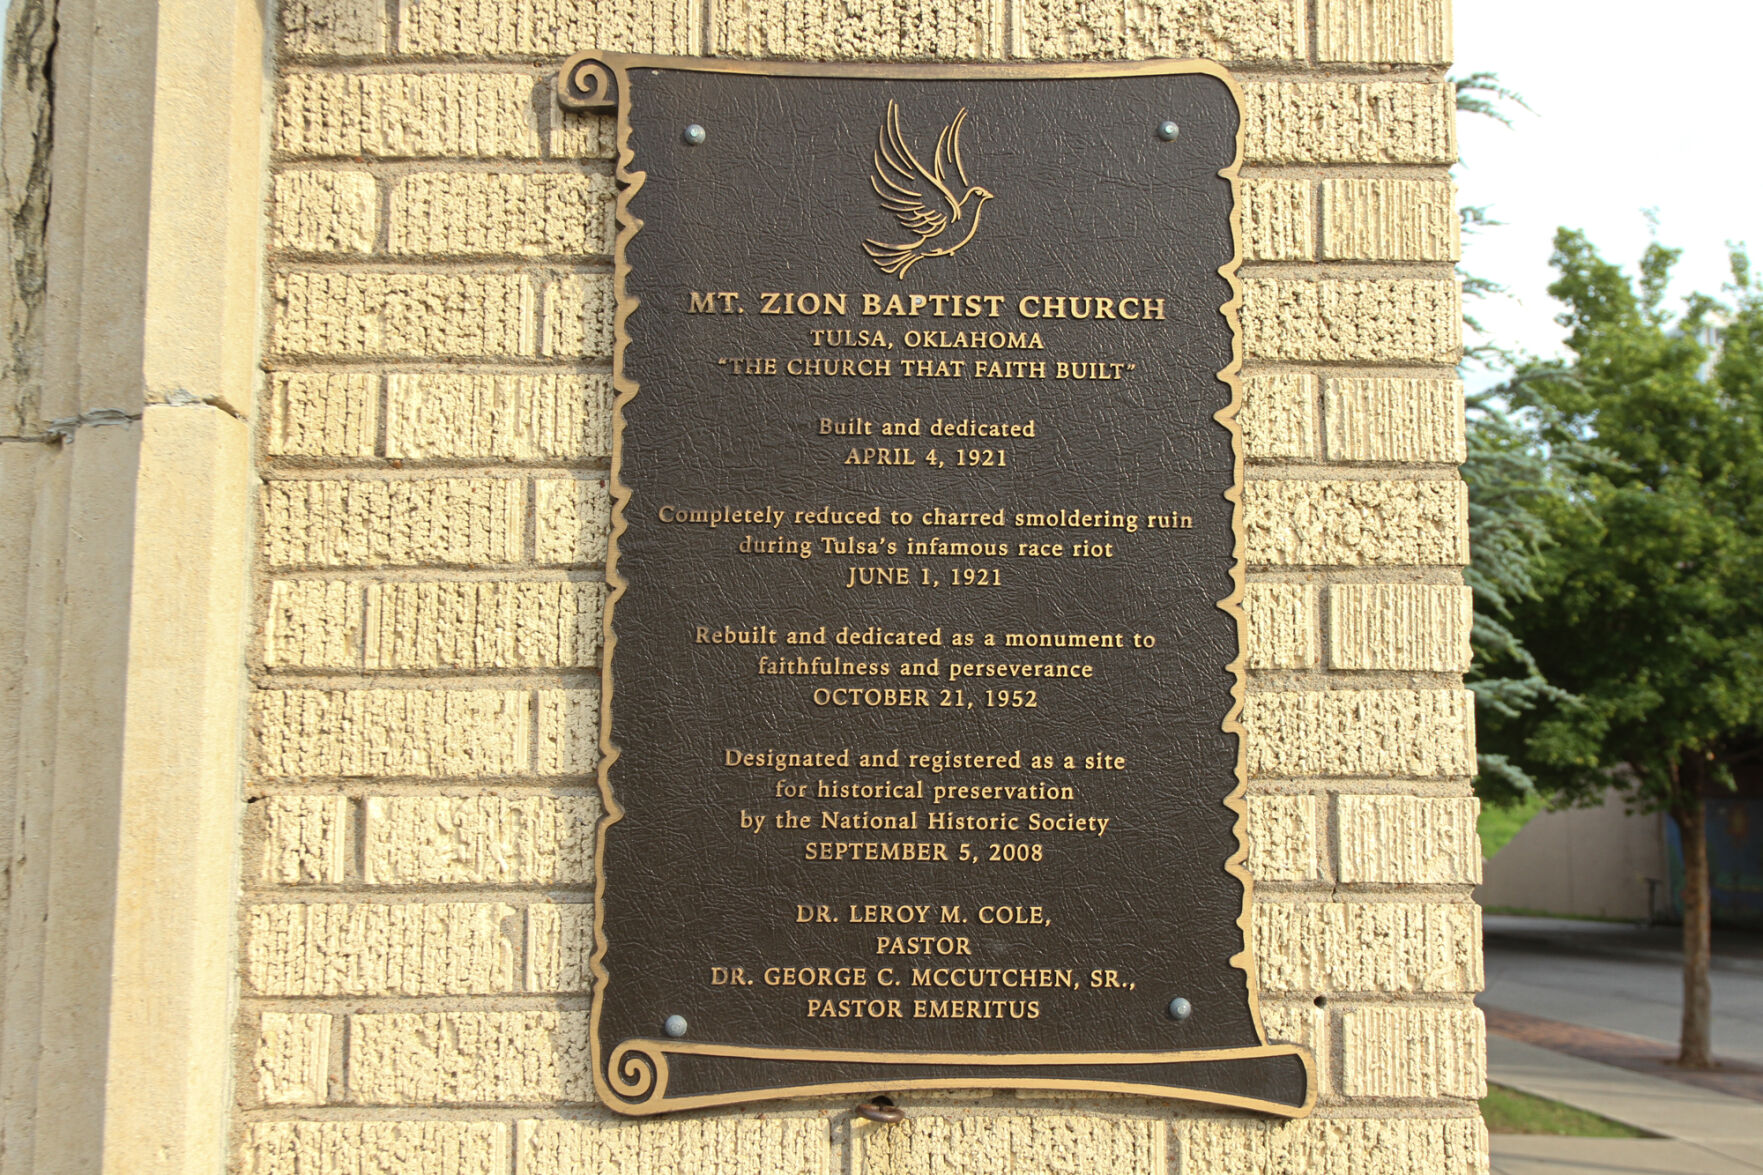 MT. ZION BAPTIST CHURCH
TULSA, OKLAHOMA
"THE CHURCH THAT FAITH BUILT"
Built and dedicated
APRIL 4, 1921
Completely reduced to charred smoldering ruin
during Tulsa's infamous race riot
JUNE 1, 1921
Rebuilt and dedicated as a monument to
faithfulness and perseverance
OCTOBER 21, 1952
Designated and registered as a site
for historical preservation
by the National Historic Society
SEPTEMBER 5, 2008
DR. LEROY M. COLE,
PASTOR
DR. GEORGE C. MCCUTCHEN, SR.,
PASTOR EMERITUS